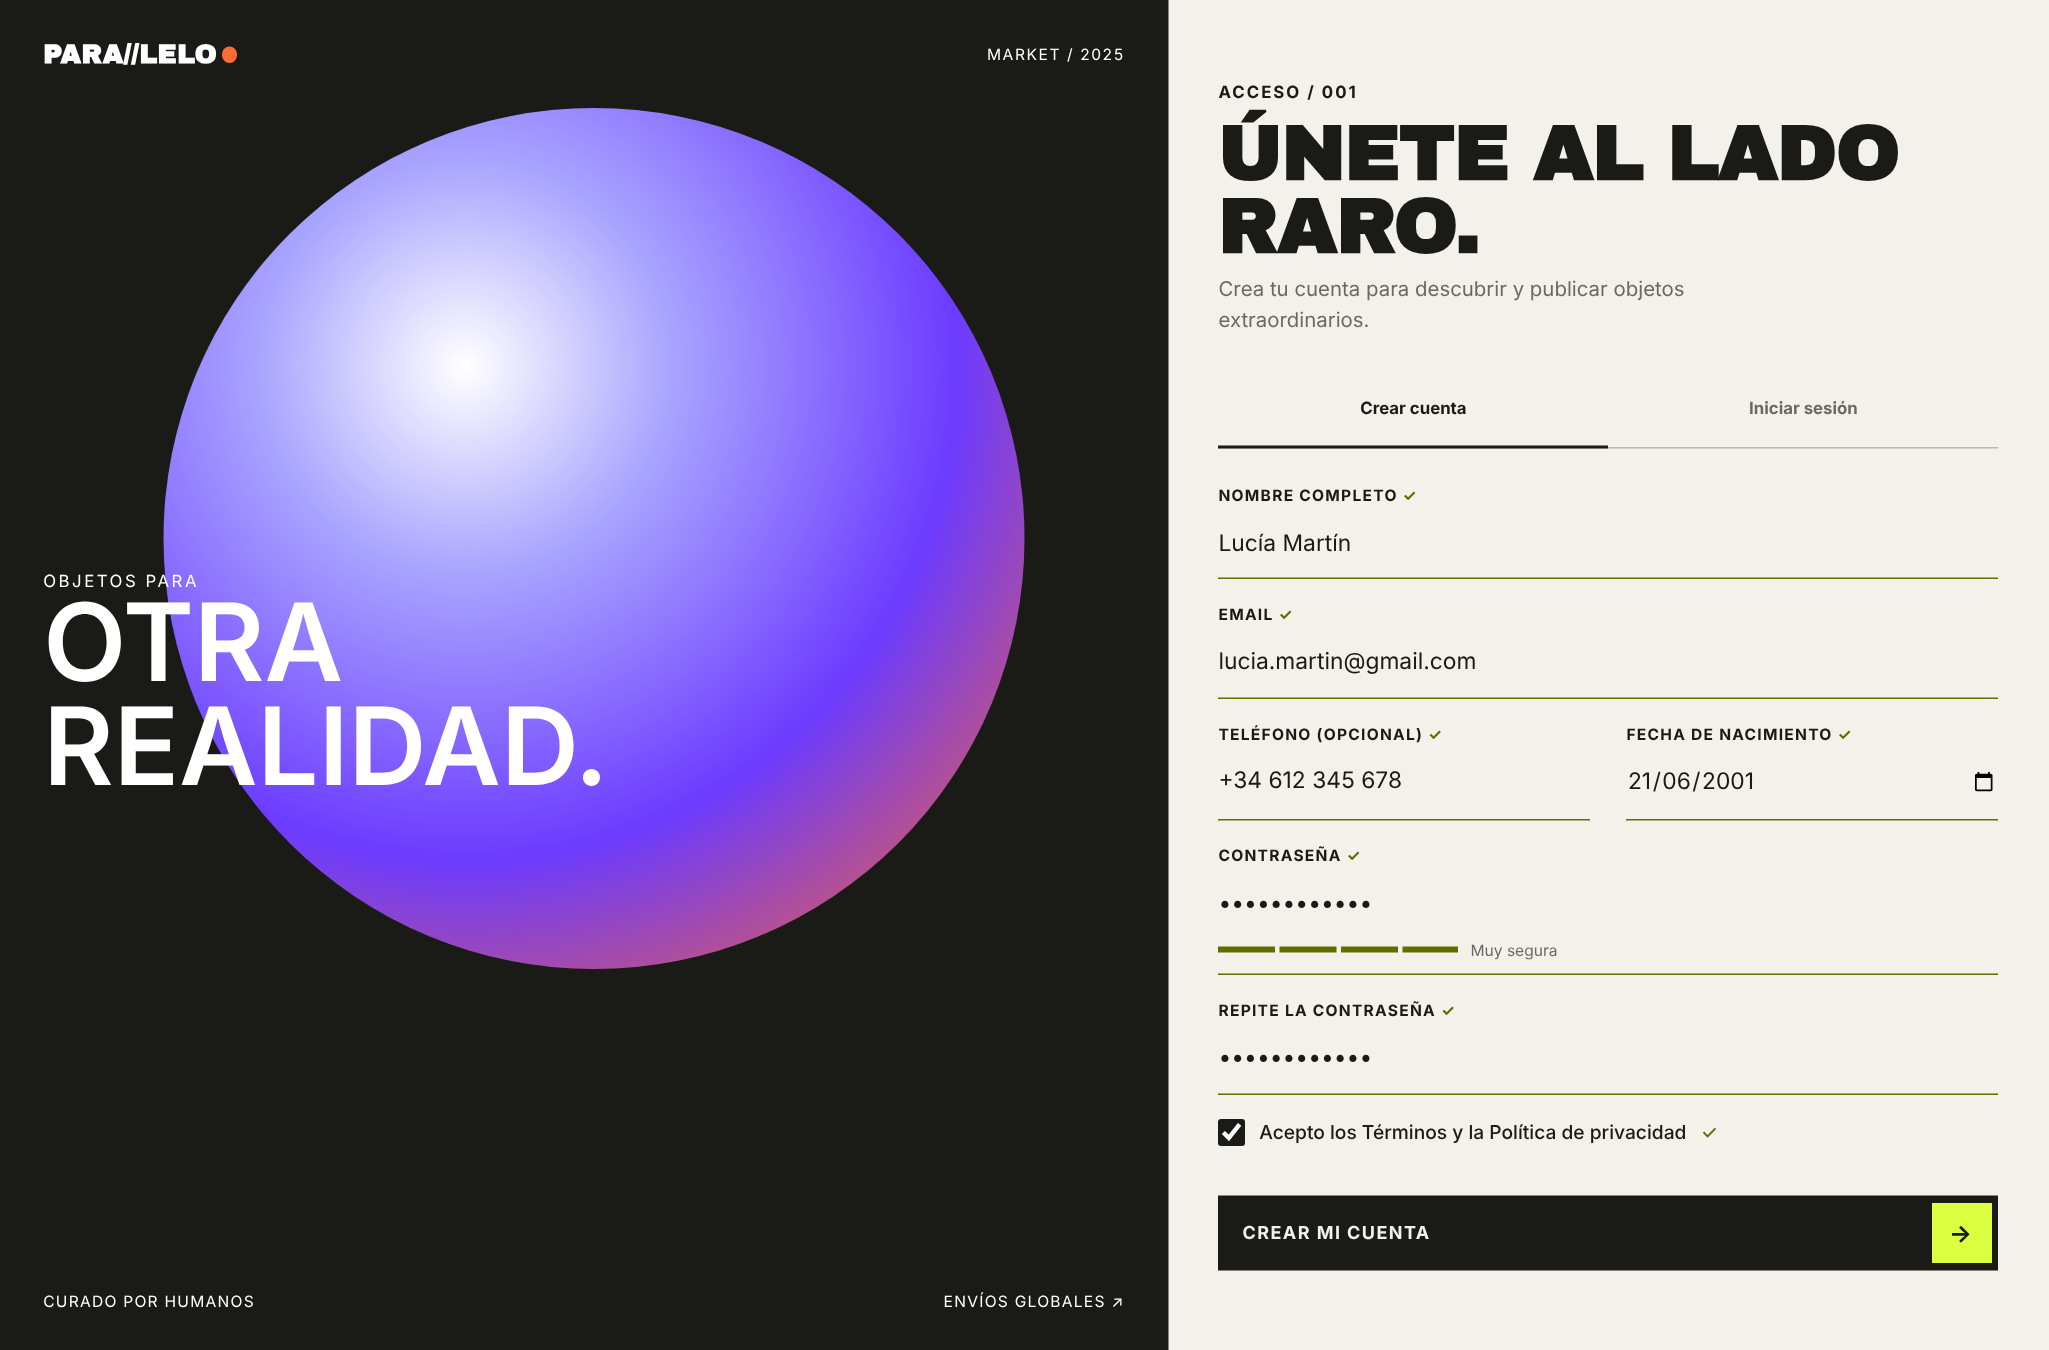 PARA//LELO
MARKET / 2025
OBJETOS PARA
OTRA
REALIDAD.
CURADO POR HUMANOS
ENVÍOS GLOBALES ↗
ACCESO / 001
ÚNETE AL LADO
RARO.
Crea tu cuenta para descubrir y publicar objetos
extraordinarios.
Crear cuenta
Iniciar sesión
NOMBRE COMPLETO ✓
Lucía Martín
EMAIL ✓
lucia.martin@gmail.com
TELÉFONO (OPCIONAL) ✓
+34 612 345 678
FECHA DE NACIMIENTO ✓
21/06/2001
CONTRASEÑA ✓
••••••••••••
Muy segura
REPITE LA CONTRASEÑA ✓
••••••••••••
Acepto los Términos y la Política de privacidad ✓
CREAR MI CUENTA →